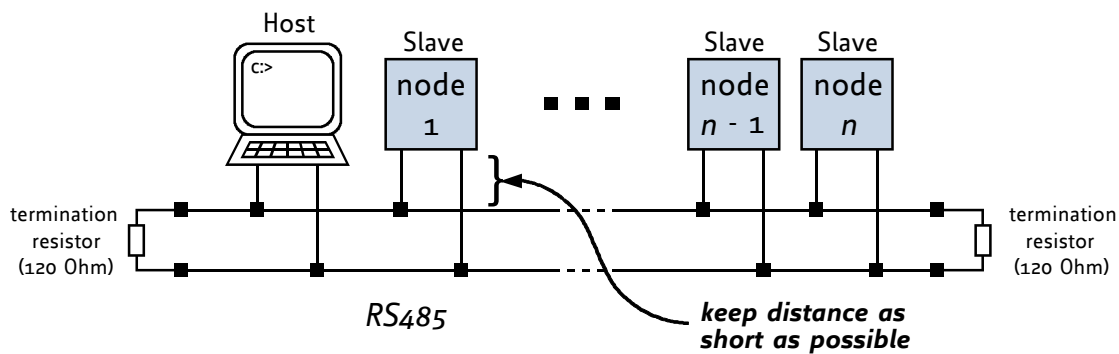 Host
C:>
Slave
node
1
Slave
node
n - 1
Slave
node
n
termination
resistor
(120 Ohm)
termination
resistor
(120 Ohm)
RS485
keep distance as
short as possible